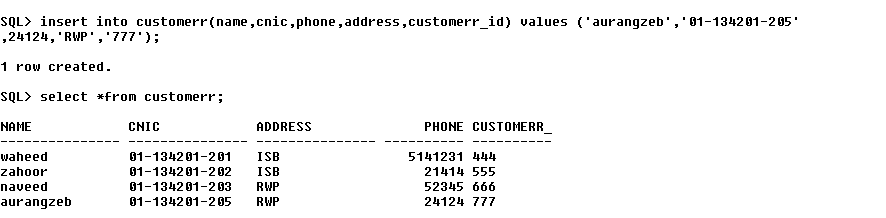 SQL> insert into customerr(name,cnic,phone,address,customerr_id) values ('aurangzeb','01-134201-205'
,24124,'RWP','777');
1 row created.
SQL> select *from customerr;
NAME            CNIC            ADDRESS              PHONE CUSTOMERR_
--------------- --------------- --------------- ---------- ----------
waheed          01-134201-201   ISB                5141231 444
zahoor          01-134201-202   ISB                  21414 555
naveed          01-134201-203   RWP                  52345 666
aurangzeb       01-134201-205   RWP                  24124 777